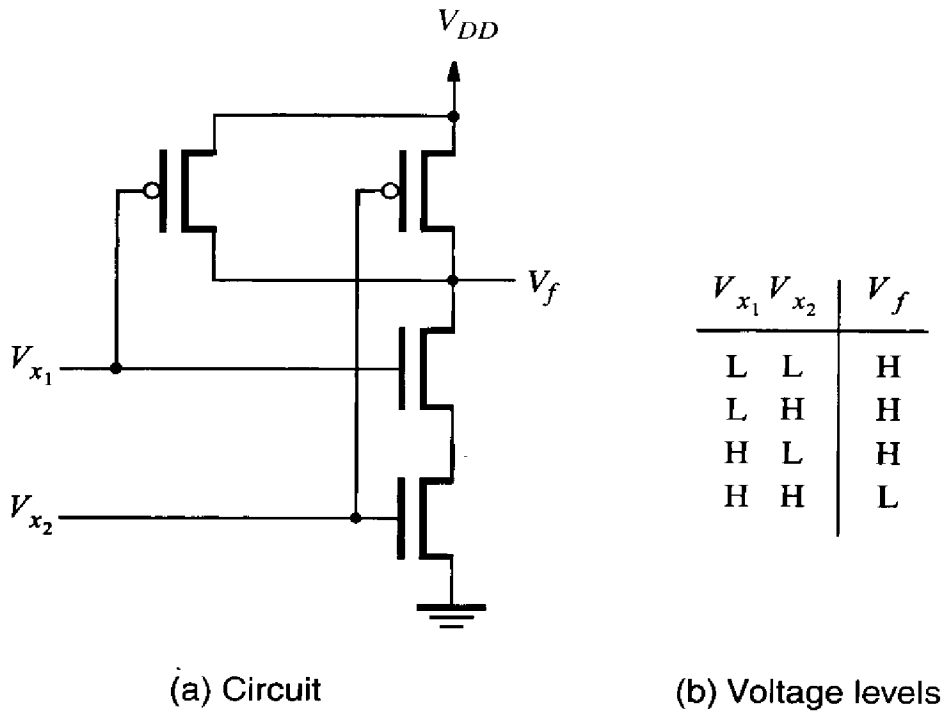 V_DD
V_f
V_x1
V_x2
(a) Circuit
V_x1 V_x2 V_f
L L H
L H H
H L H
H H L
(b) Voltage levels